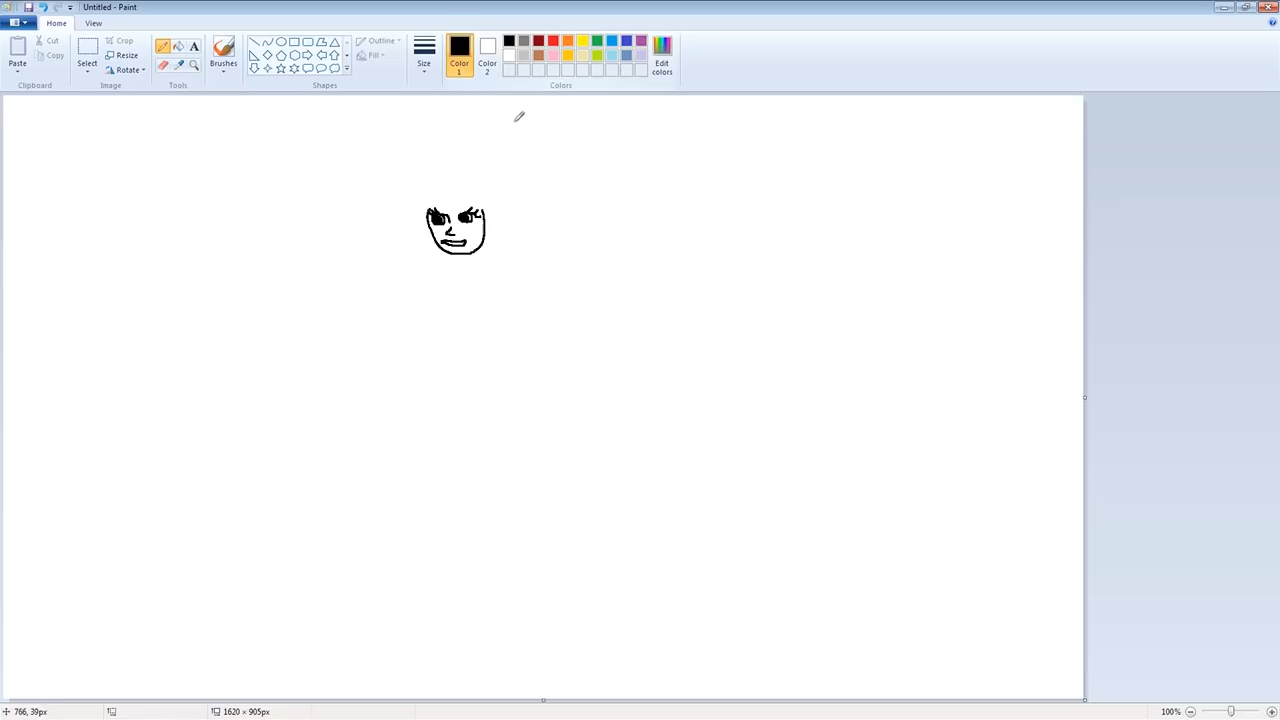 Untitled - Paint
Home View
Paste Cut Copy Clipboard
Select Crop Resize Rotate Image
A Tools
Brushes
Outline Fill Shapes
Size
Color 1 Color 2 Edit colors Colors
766, 39px 1620 × 905px 100%